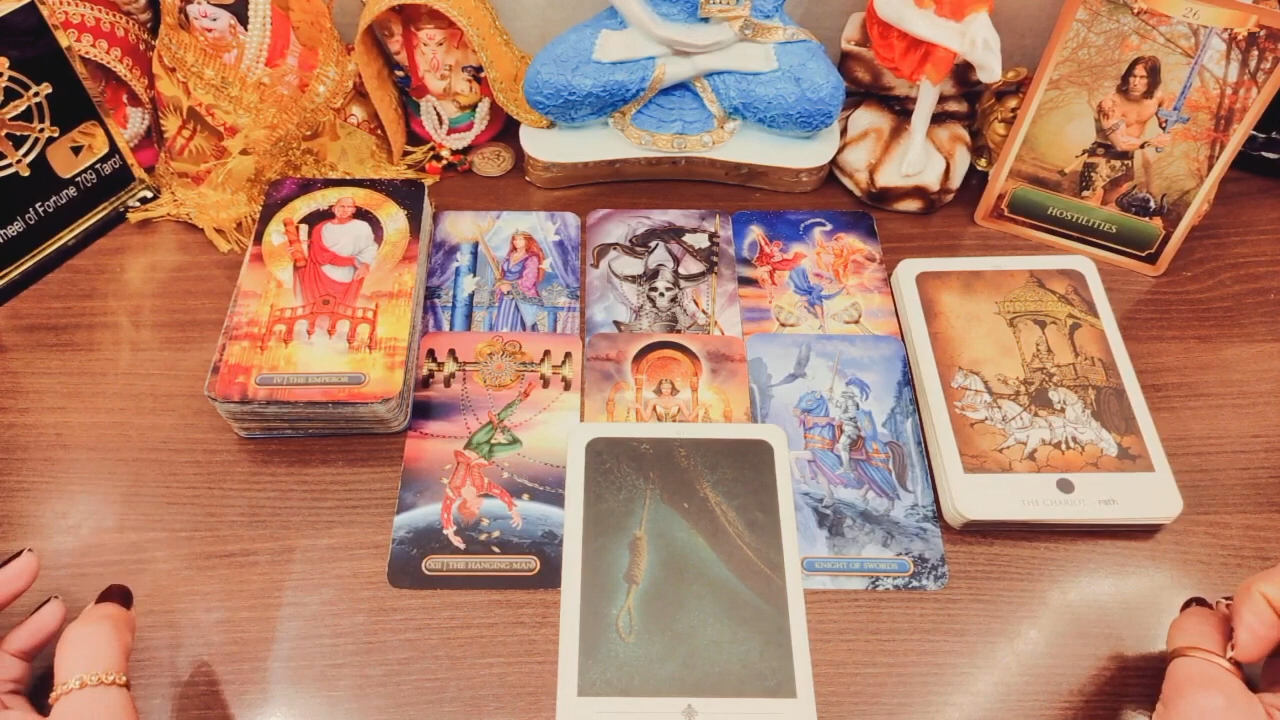 heel of Fortune 709 Tarot
26
HOSTILITIES
IV | THE EMPEROR
THE CHARIOT . rath
XII | THE HANGING MAN
KNIGHT OF SWORDS